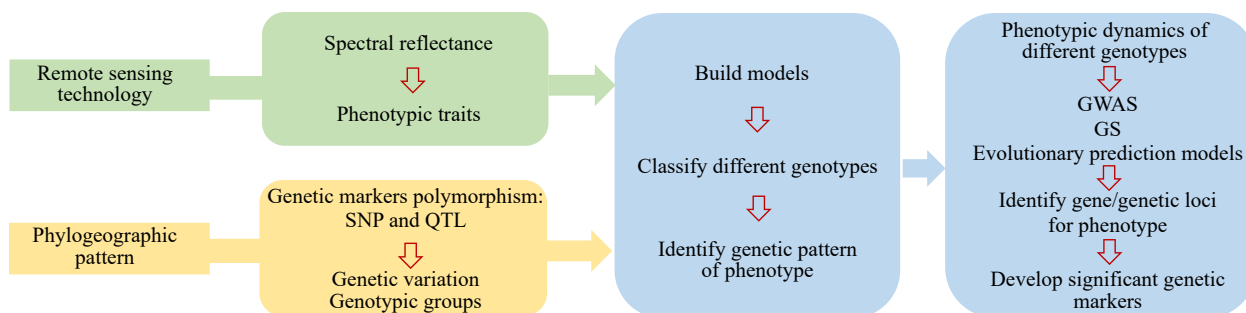 Remote sensing
technology
Spectral reflectance
Phenotypic traits
Phylogeographic
pattern
Genetic markers polymorphism:
SNP and QTL
Genetic variation
Genotypic groups
Build models
Classify different genotypes
Identify genetic pattern
of phenotype
Phenotypic dynamics of
different genotypes
GWAS
GS
Evolutionary prediction models
Identify gene/genetic loci
for phenotype
Develop significant genetic
markers